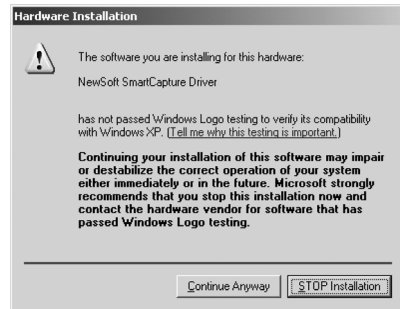 Hardware Installation
The software you are installing for this hardware:
NewSoft SmartCapture Driver
has not passed Windows Logo testing to verify its compatibility
with Windows XP. (Tell me why this testing is important.)
Continuing your installation of this software may impair
or destabilize the correct operation of your system
either immediately or in the future. Microsoft strongly
recommends that you stop this installation now and
contact the hardware vendor for software that has
passed Windows Logo testing.
Continue Anyway
STOP Installation